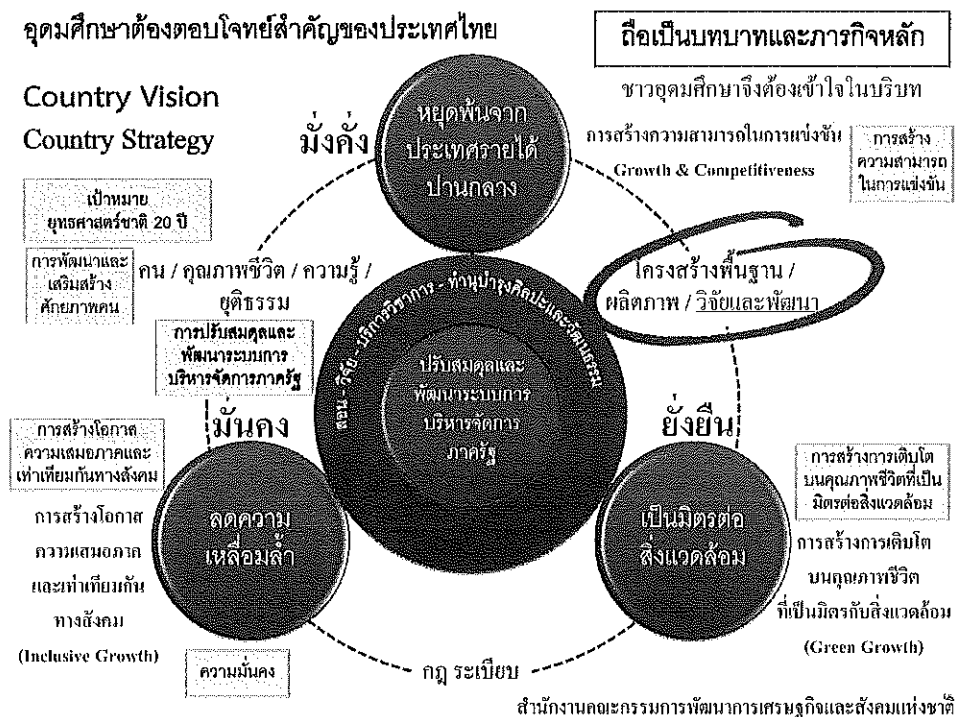 อุดมศึกษาต้องตอบโจทย์สำคัญของประเทศไทย
ถือเป็นบทบาทและภารกิจหลัก
Country Vision
Country Strategy
ชาวอุดมศึกษาจึงต้องเข้าใจในบริบท
มั่งคั่ง
หยุดพ้นจาก
ประเทศรายได้
ปานกลาง
การสร้างความสามารถในการแข่งขัน
Growth & Competitiveness
การสร้าง
ความสามารถ
ในการแข่งขัน
เป้าหมาย
ยุทธศาสตร์ชาติ 20 ปี
การพัฒนาและ
เสริมสร้าง
ศักยภาพคน
คน / คุณภาพชีวิต / ความรู้ /
ยุติธรรม
โครงสร้างพื้นฐาน /
ผลิตภาพ / วิจัยและพัฒนา
การปรับสมดุลและ
พัฒนาระบบการ
บริหารจัดการภาครัฐ
สอน - วิจัย - บริการวิชาการ - ทำนุบำรุงศิลปะและวัฒนธรรม
ปรับสมดุลและ
พัฒนาระบบการ
บริหารจัดการ
ภาครัฐ
มั่นคง
ยั่งยืน
การสร้างโอกาส
ความเสมอภาคและ
เท่าเทียมกันทางสังคม
ลดความ
เหลื่อมล้ำ
เป็นมิตรต่อ
สิ่งแวดล้อม
การสร้างการเติบโต
บนคุณภาพชีวิตที่เป็น
มิตรต่อสิ่งแวดล้อม
การสร้างโอกาส
ความเสมอภาค
และเท่าเทียมกัน
ทางสังคม
(Inclusive Growth)
การสร้างการเติบโต
บนคุณภาพชีวิต
ที่เป็นมิตรกับสิ่งแวดล้อม
(Green Growth)
ความมั่นคง
กฎ ระเบียบ
สำนักงานคณะกรรมการพัฒนาการเศรษฐกิจและสังคมแห่งชาติ